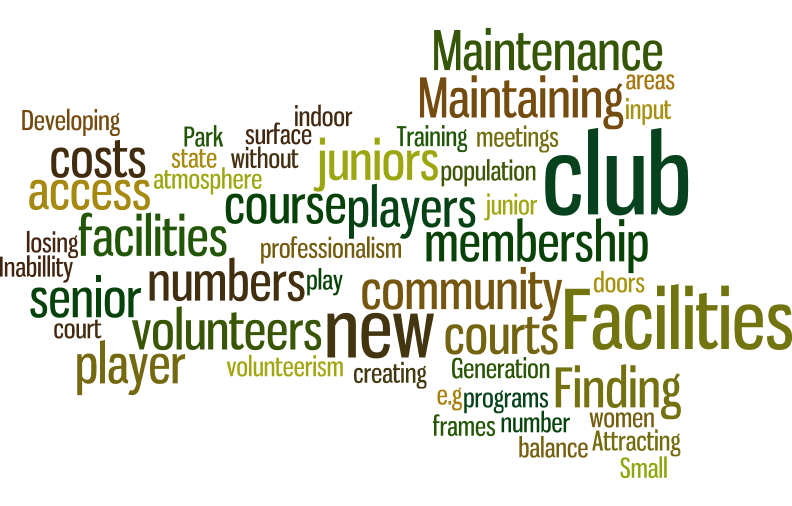 Maintenance
Maintaining
areas
input
Developing
indoor
Park
surface
Training
meetings
costs
state
without
juniors
population
club
access
atmosphere
course
players
junior
losing
facilities
professionalism
membership
Inabillity
numbers
play
community
doors
senior
court
volunteers
new
courts
Facilities
player
volunteerism
creating
Generation
Finding
e.g
programs
frames
number
women
balance
Attracting
Small